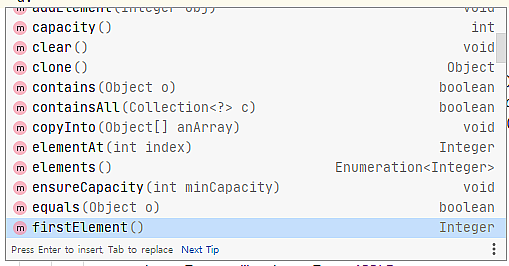 addElement(Integer obj) void
capacity() int
clear() void
clone() Object
contains(Object o) boolean
containsAll(Collection<?> c) boolean
copyInto(Object[] anArray) void
elementAt(int index) Integer
elements() Enumeration<Integer>
ensureCapacity(int minCapacity) void
equals(Object o) boolean
firstElement() Integer
Press Enter to insert, Tab to replace Next Tip